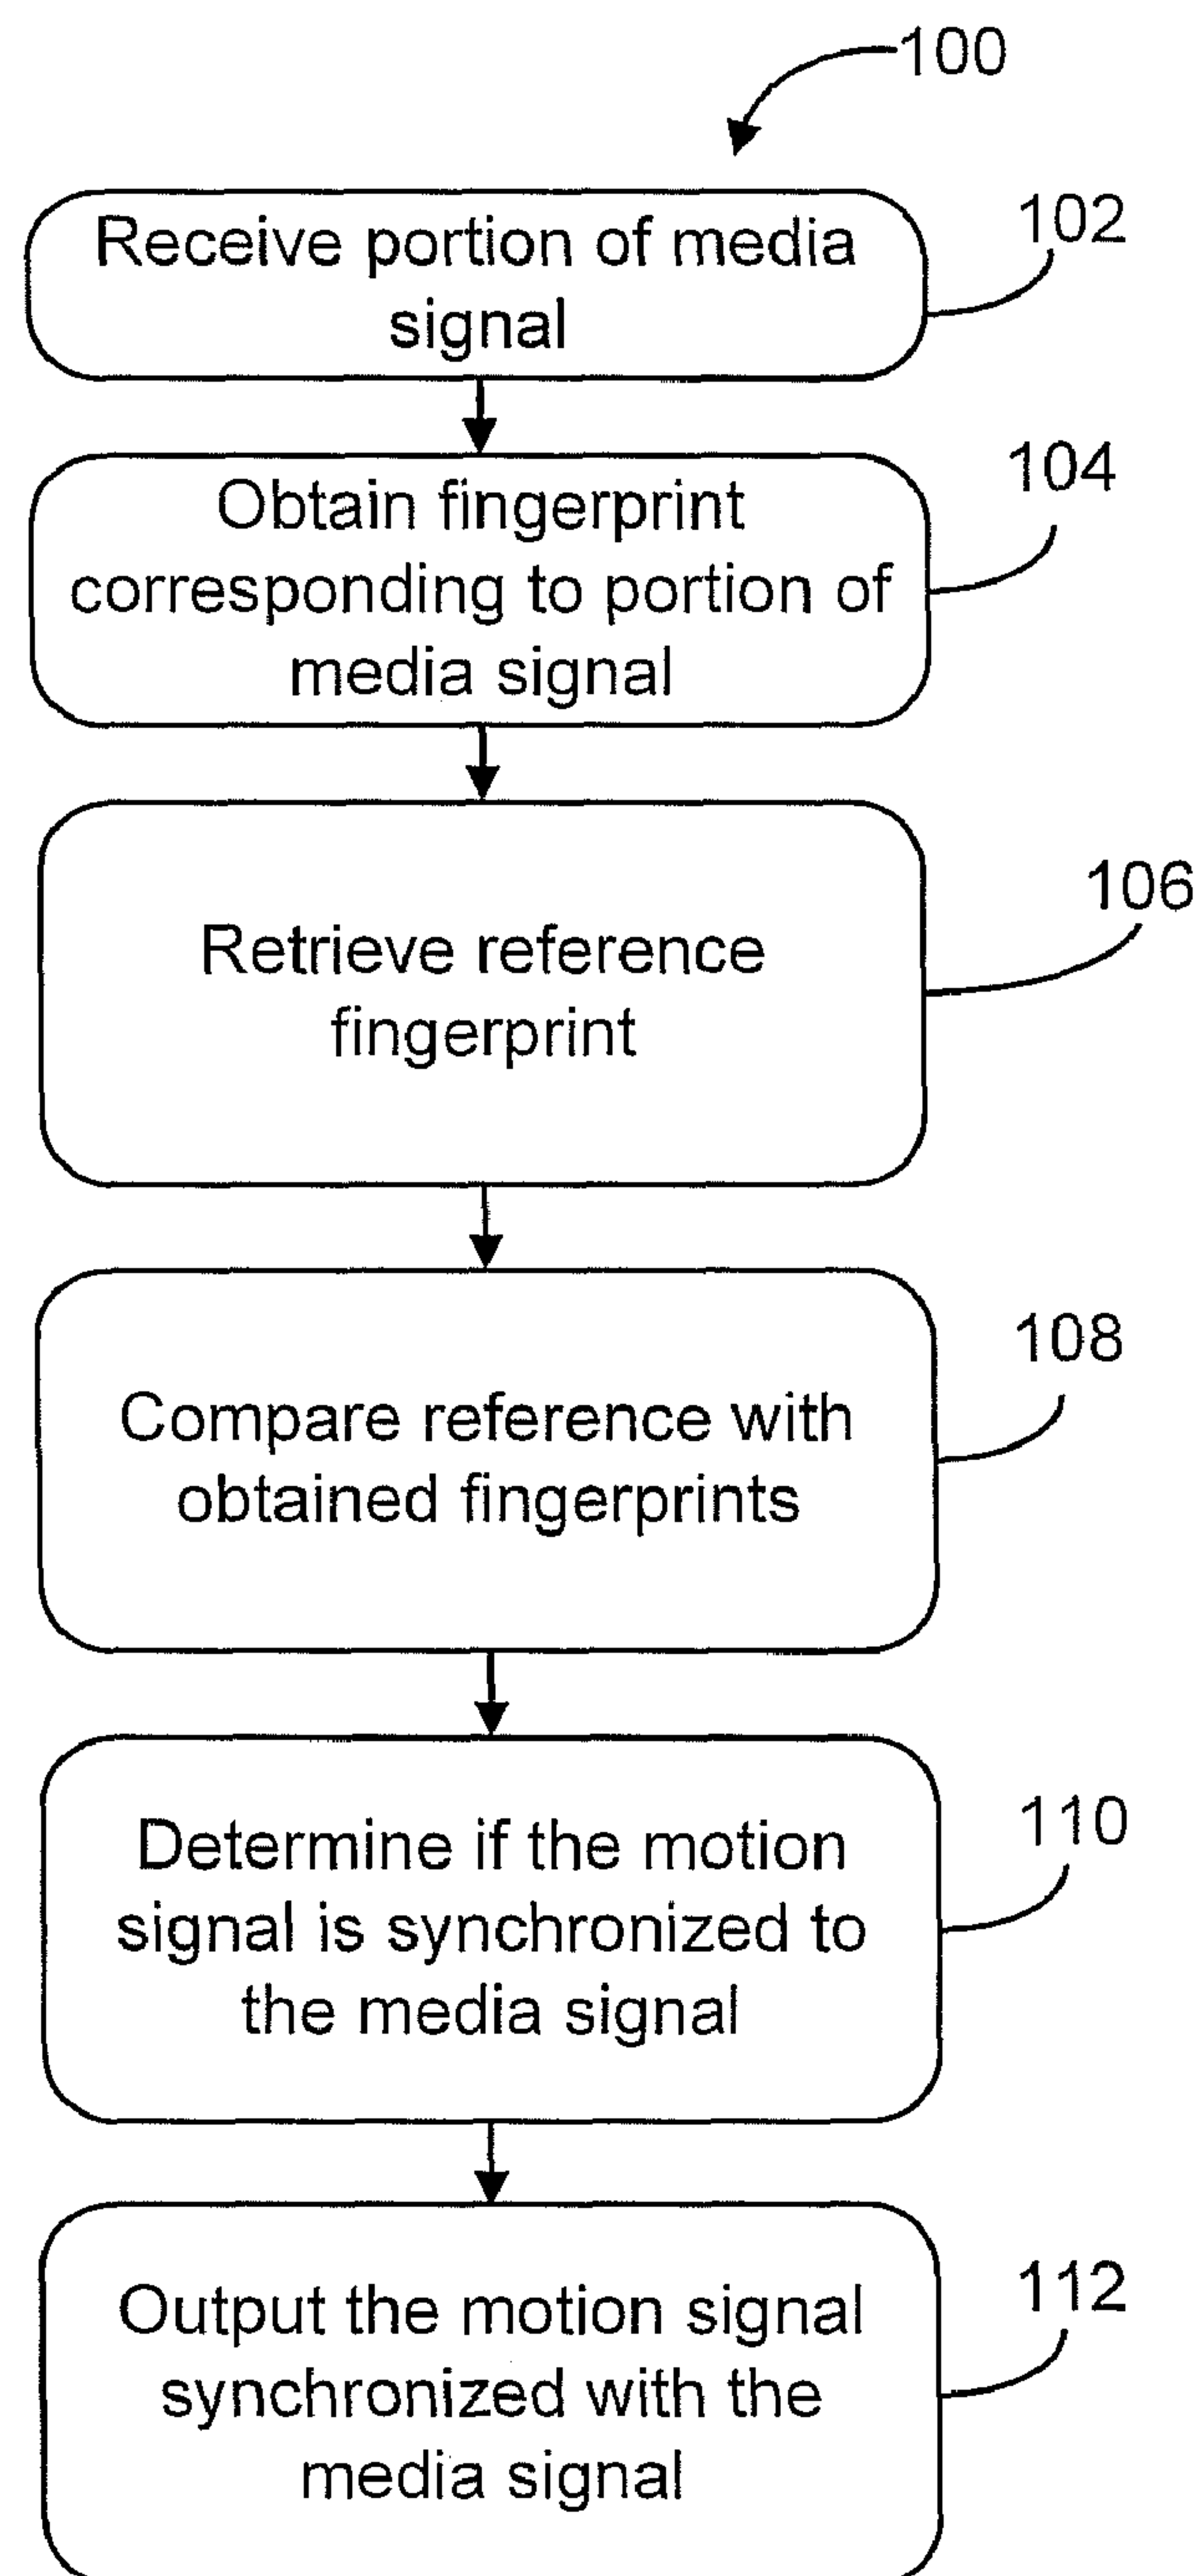 100
Receive portion of media
signal
102
Obtain fingerprint
corresponding to portion of
media signal
104
Retrieve reference
fingerprint
106
Compare reference with
obtained fingerprints
108
Determine if the motion
signal is synchronized to
the media signal
110
Output the motion signal
synchronized with the
media signal
112